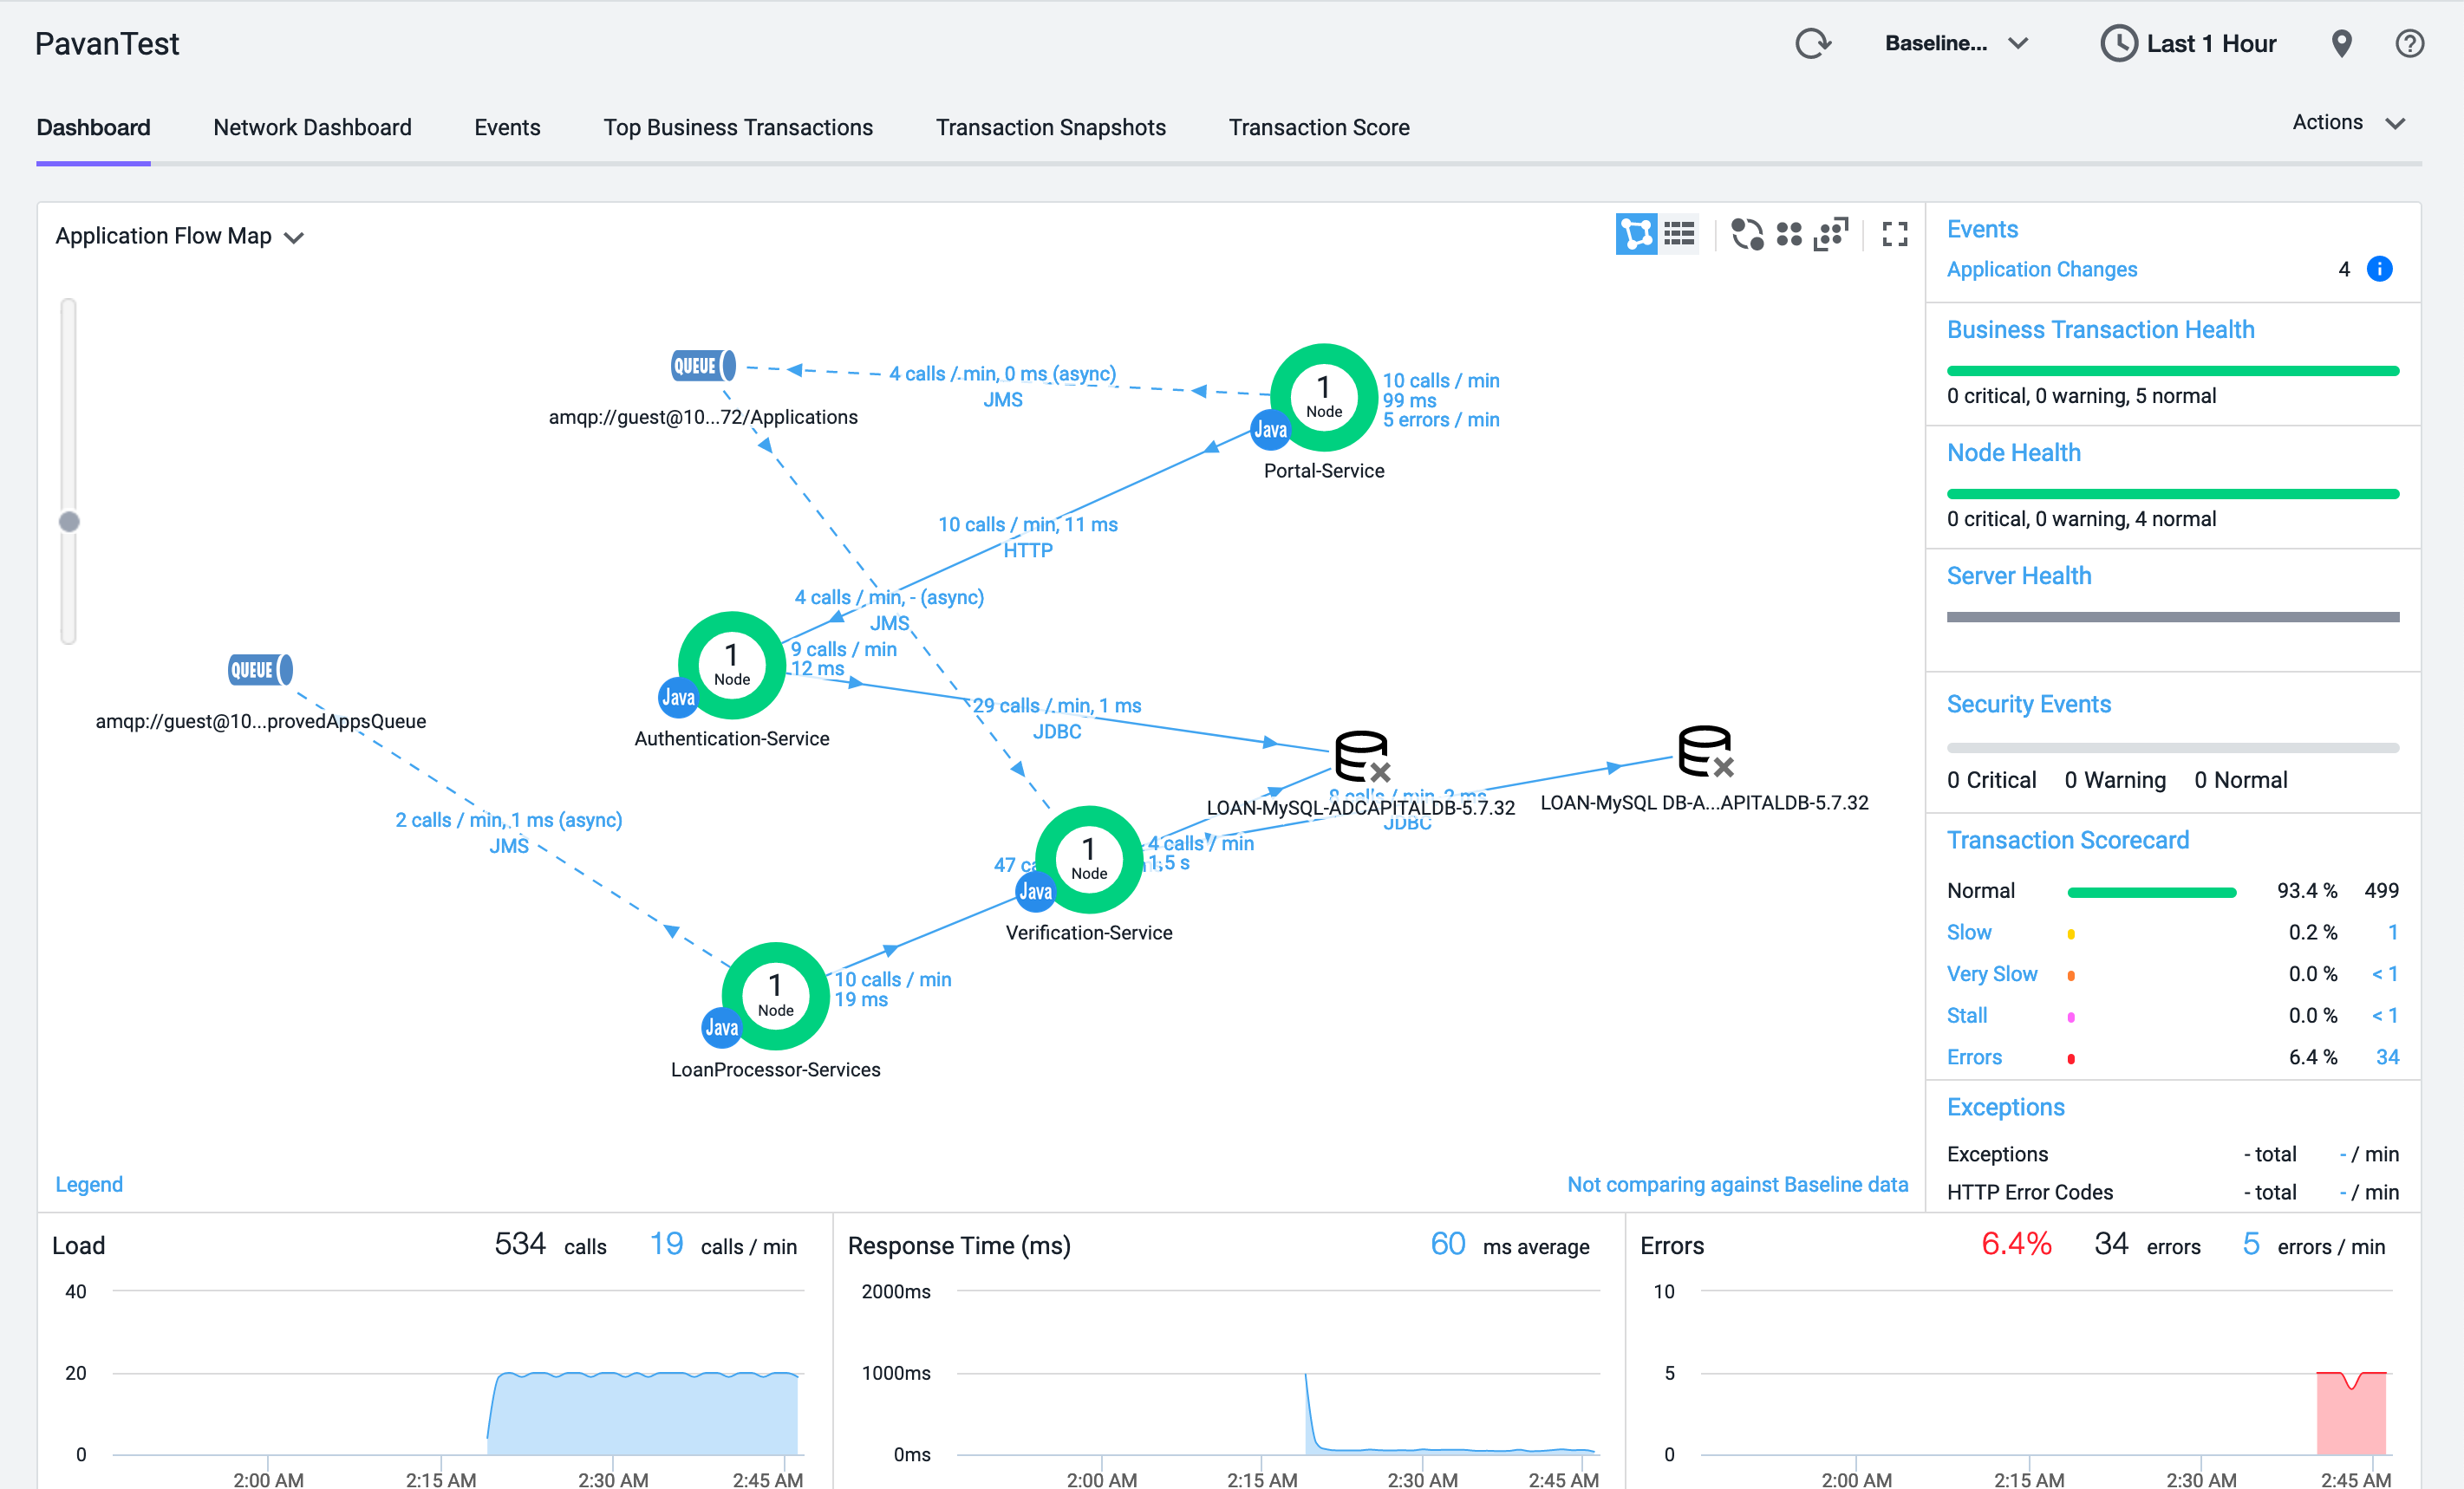 PavanTest
Baseline...
Last 1 Hour
Dashboard
Network Dashboard
Events
Top Business Transactions
Transaction Snapshots
Transaction Score
Actions
Application Flow Map
QUEUE
amqp://guest@10...72/Applications
4 calls / min, 0 ms (async)
JMS
1
Node
Java
Portal-Service
10 calls / min
99 ms
5 errors / min
10 calls / min, 11 ms
HTTP
4 calls / min, - (async)
JMS
1
Node
Java
Authentication-Service
9 calls / min
12 ms
QUEUE
amqp://guest@10...provedAppsQueue
29 calls / min, 1 ms
JDBC
LOAN-MySQL-ADCAPITALDB-5.7.32
LOAN-MySQL DB-A...APITALDB-5.7.32
JDBC
2 calls / min, 1 ms (async)
JMS
1
Node
Java
Verification-Service
4 calls / min
1.5 s
47
1
Node
Java
LoanProcessor-Services
10 calls / min
19 ms
Legend
Not comparing against Baseline data
Events
Application Changes 4
Business Transaction Health
0 critical, 0 warning, 5 normal
Node Health
0 critical, 0 warning, 4 normal
Server Health
Security Events
0 Critical 0 Warning 0 Normal
Transaction Scorecard
Normal 93.4 % 499
Slow 0.2 % 1
Very Slow 0.0 % < 1
Stall 0.0 % < 1
Errors 6.4 % 34
Exceptions
Exceptions - total - / min
HTTP Error Codes - total - / min
Load 534 calls 19 calls / min
40
20
0
2:00 AM 2:15 AM 2:30 AM 2:45 AM
Response Time (ms) 60 ms average
2000ms
1000ms
0ms
2:00 AM 2:15 AM 2:30 AM 2:45 AM
Errors 6.4% 34 errors 5 errors / min
10
5
0
2:00 AM 2:15 AM 2:30 AM 2:45 AM